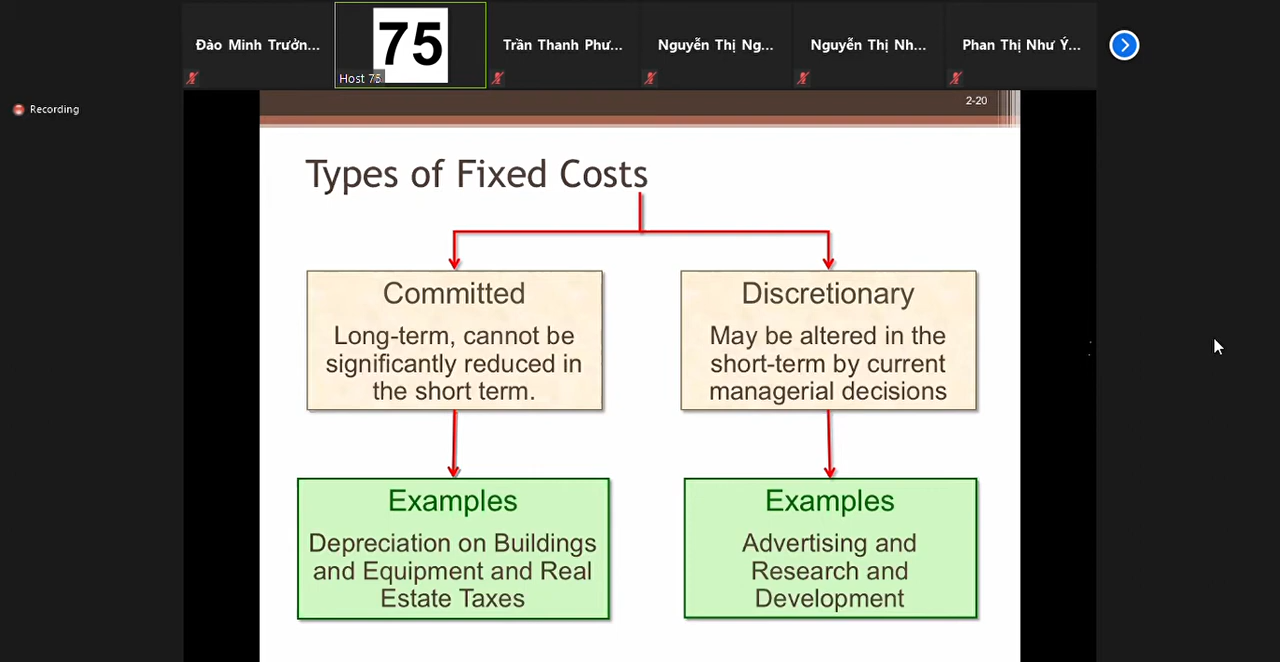 Đào Minh Trưởn...
75
Host 75
Trần Thanh Phư...
Nguyễn Thị Ng...
Nguyễn Thị Nh...
Phan Thị Như Ý...
Recording
2-20
Types of Fixed Costs
Committed
Long-term, cannot be
significantly reduced in
the short term.
Discretionary
May be altered in the
short-term by current
managerial decisions
Examples
Depreciation on Buildings
and Equipment and Real
Estate Taxes
Examples
Advertising and
Research and
Development